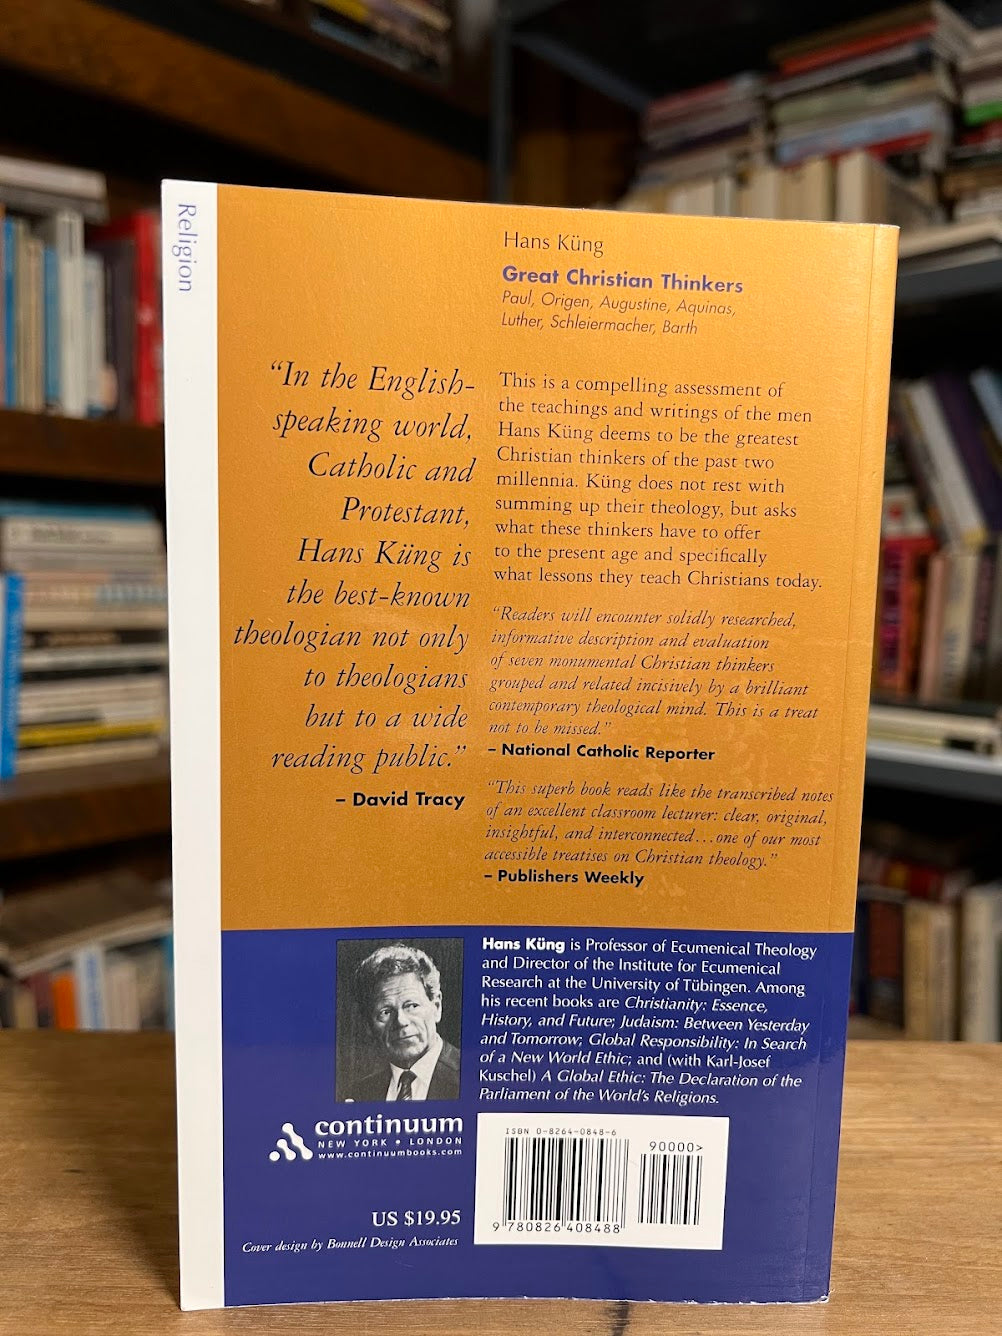 Religion
Hans Küng
Great Christian Thinkers
Paul, Origen, Augustine, Aquinas,
Luther, Schleiermacher, Barth
"In the English-
speaking world,
Catholic and
Protestant,
Hans Küng is
the best-known
theologian not only
to theologians
but to a wide
reading public."
– David Tracy
This is a compelling assessment of
the teachings and writings of the men
Hans Küng deems to be the greatest
Christian thinkers of the past two
millennia. Küng does not rest with
summing up their theology, but asks
what these thinkers have to offer
to the present age and specifically
what lessons they teach Christians today.
"Readers will encounter solidly researched,
informative description and evaluation
of seven monumental Christian thinkers
grouped and related incisively by a brilliant
contemporary theological mind. This is a treat
not to be missed."
– National Catholic Reporter
"This superb book reads like the transcribed notes
of an excellent classroom lecturer: clear, original,
insightful, and interconnected...one of our most
accessible treatises on Christian theology."
– Publishers Weekly
Hans Küng is Professor of Ecumenical Theology
and Director of the Institute for Ecumenical
Research at the University of Tübingen. Among
his recent books are Christianity: Essence,
History, and Future; Judaism: Between Yesterday
and Tomorrow; Global Responsibility: In Search
of a New World Ethic; and (with Karl-Josef
Kuschel) A Global Ethic: The Declaration of the
Parliament of the World's Religions.
continuum
NEW YORK • LONDON
www.continuumbooks.com
US $19.95
Cover design by Bonnell Design Associates
ISBN 0-8264-0848-6
90000>
9 780826 408488